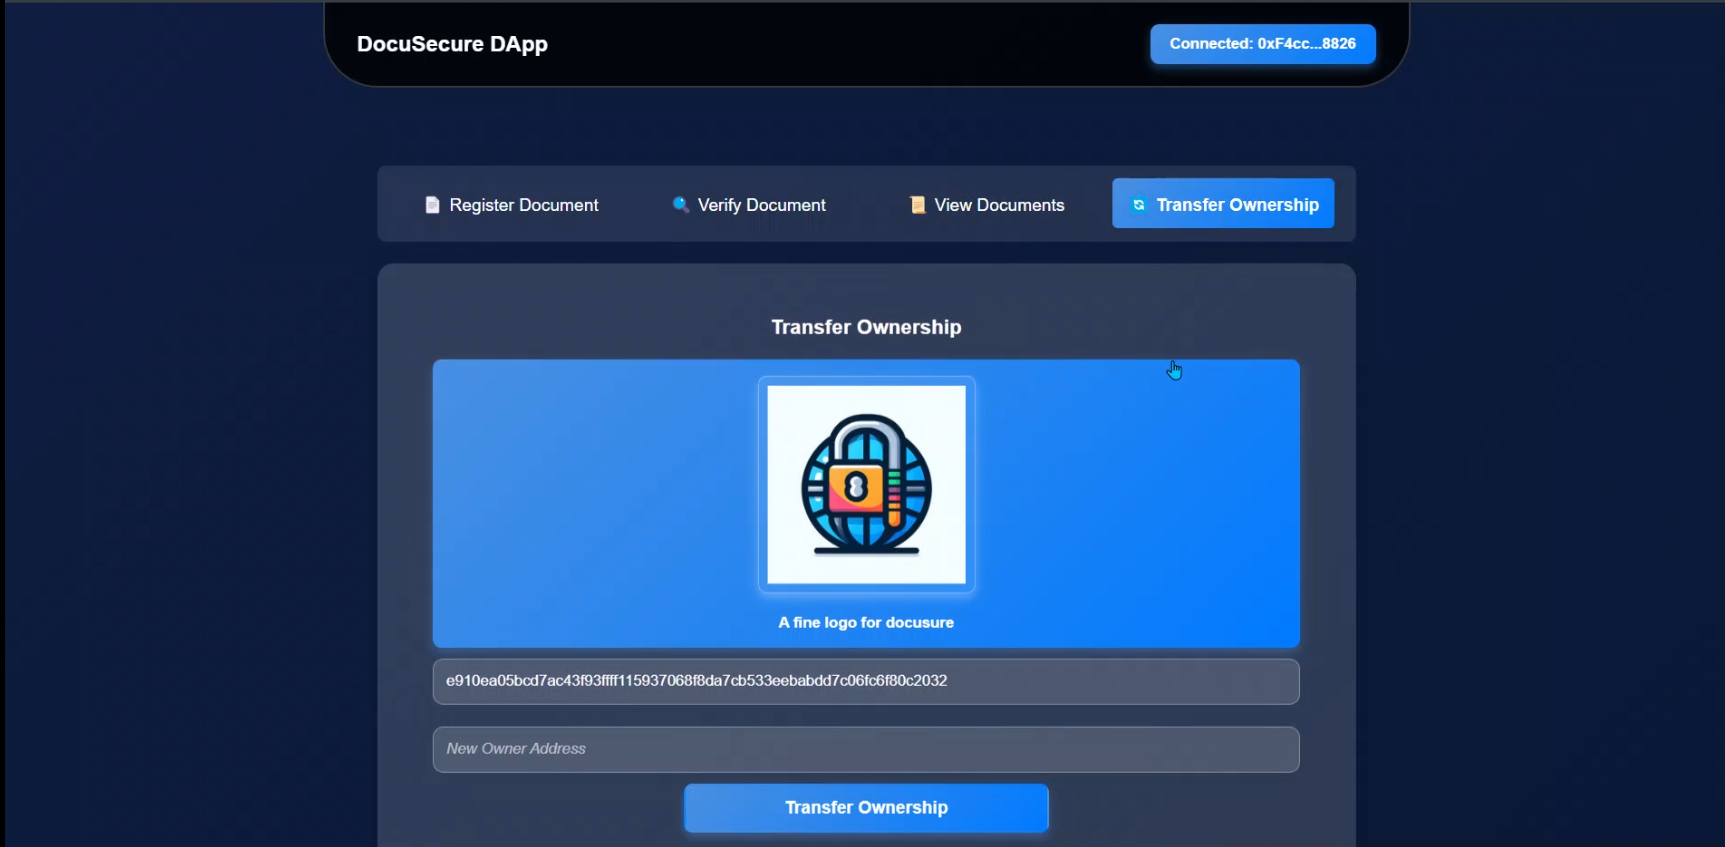 DocuSecure DApp
Connected: 0xF4cc...8826
Register Document
Verify Document
View Documents
Transfer Ownership
Transfer Ownership
A fine logo for docusure
e910ea05bcd7ac43f93ffff115937068f8da7cb533eebabdd7c06fc6f80c2032
New Owner Address
Transfer Ownership